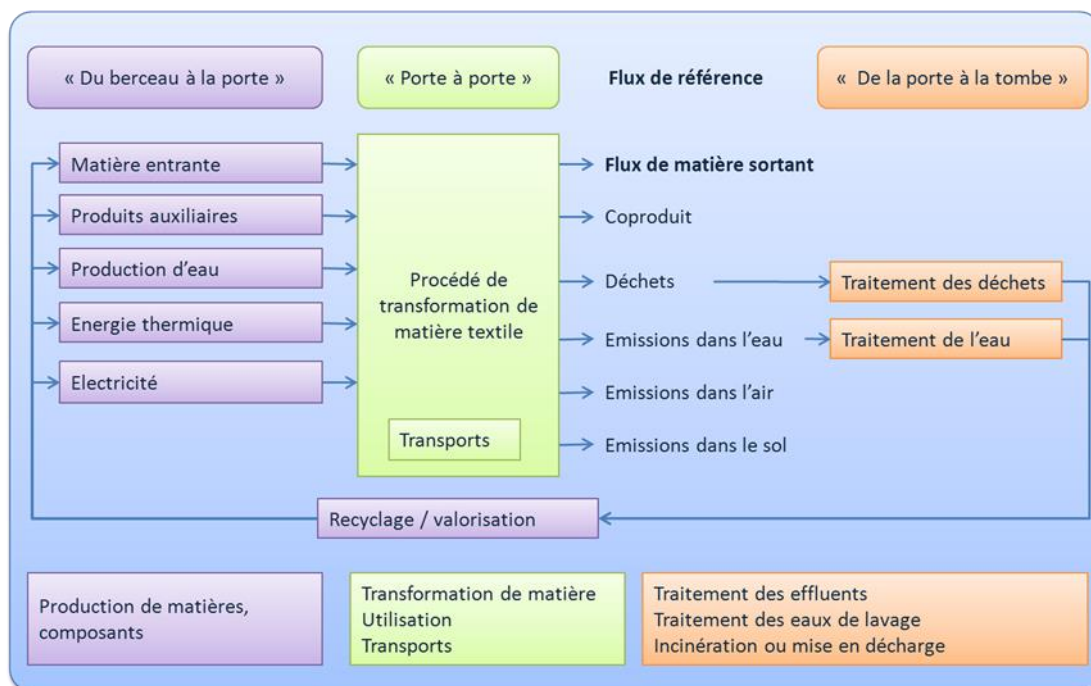 « Du berceau à la porte »
« Porte à porte »
Flux de référence
« De la porte à la tombe »
Matière entrante
Produits auxiliaires
Production d’eau
Energie thermique
Electricité
Procédé de
transformation de
matière textile
Transports
Flux de matière sortant
Coproduit
Déchets
Emissions dans l’eau
Emissions dans l’air
Emissions dans le sol
Traitement des déchets
Traitement de l’eau
Recyclage / valorisation
Production de matières,
composants
Transformation de matière
Utilisation
Transports
Traitement des effluents
Traitement des eaux de lavage
Incinération ou mise en décharge